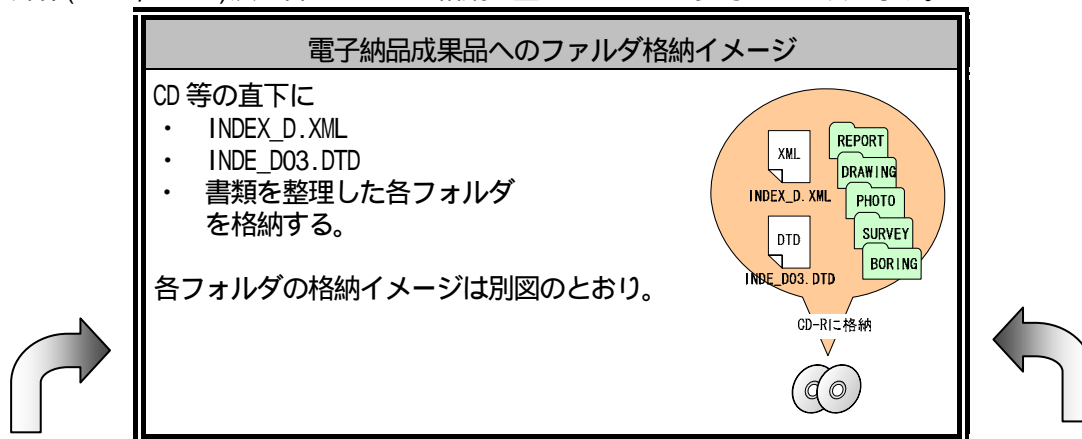 電子納品成果品へのファルダ格納イメージ
CD 等の直下に
・ INDEX_D.XML
・ INDE_D03.DTD
・ 書類を整理した各フォルダ
を格納する。
各フォルダの格納イメージは別図のとおり。
XML
INDEX_D.XML
DTD
INDE_D03.DTD
REPORT
DRAWING
PHOTO
SURVEY
BORING
CD-Rに格納